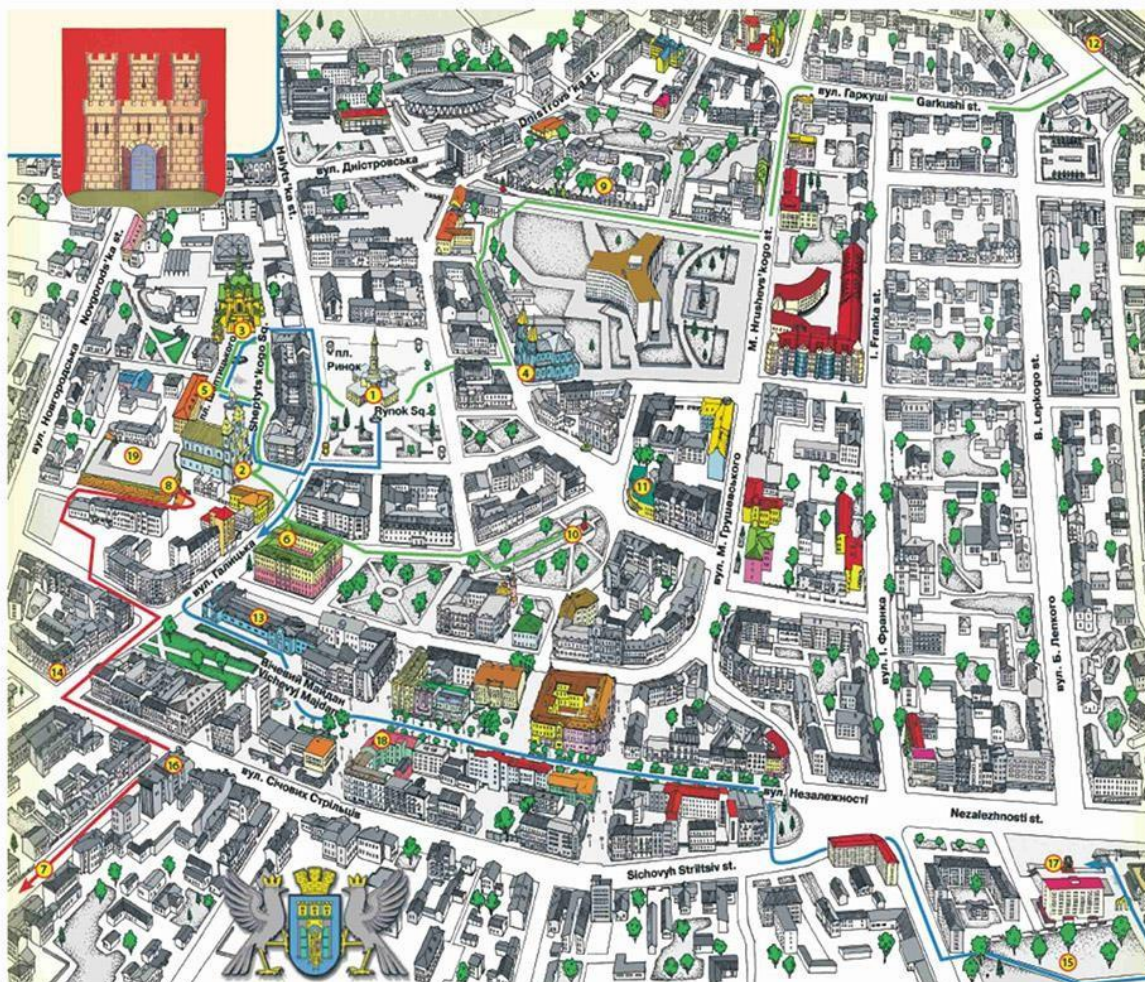 12
вул. Гаркуші
Garkushi st.
Dnistrovs'ka st.
вул. Дністровська
Halyts'ka st.
9
Novgorods'ka st.
M. Hrushevs'kogo st.
I. Franka st.
3
Sheptyts'kogo Sq.
пл.
Ринок
1
Rynok Sq.
4
5
B. Lepkogo st.
вул. Новгородська
19
2
8
11
вул. М. Грушевського
6
10
вул. Галицька
13
14
Вічовий Майдан
Vichovyj Majdan
вул. І. Франка
вул. Б. Лепкого
18
16
вул. Січових Стрільців
вул. Незалежності
Nezalezhnosti st.
7
Sichovyh Striltsiv st.
17
15